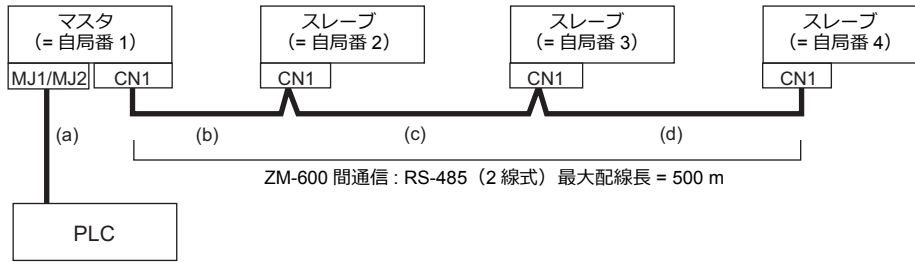 マスタ
(= 自局番 1)
スレーブ
(= 自局番 2)
スレーブ
(= 自局番 3)
スレーブ
(= 自局番 4)
MJ1/MJ2
CN1
CN1
CN1
CN1
(a)
(b)
(c)
(d)
ZM-600 間通信 : RS-485（2 線式）最大配線長 = 500 m
PLC